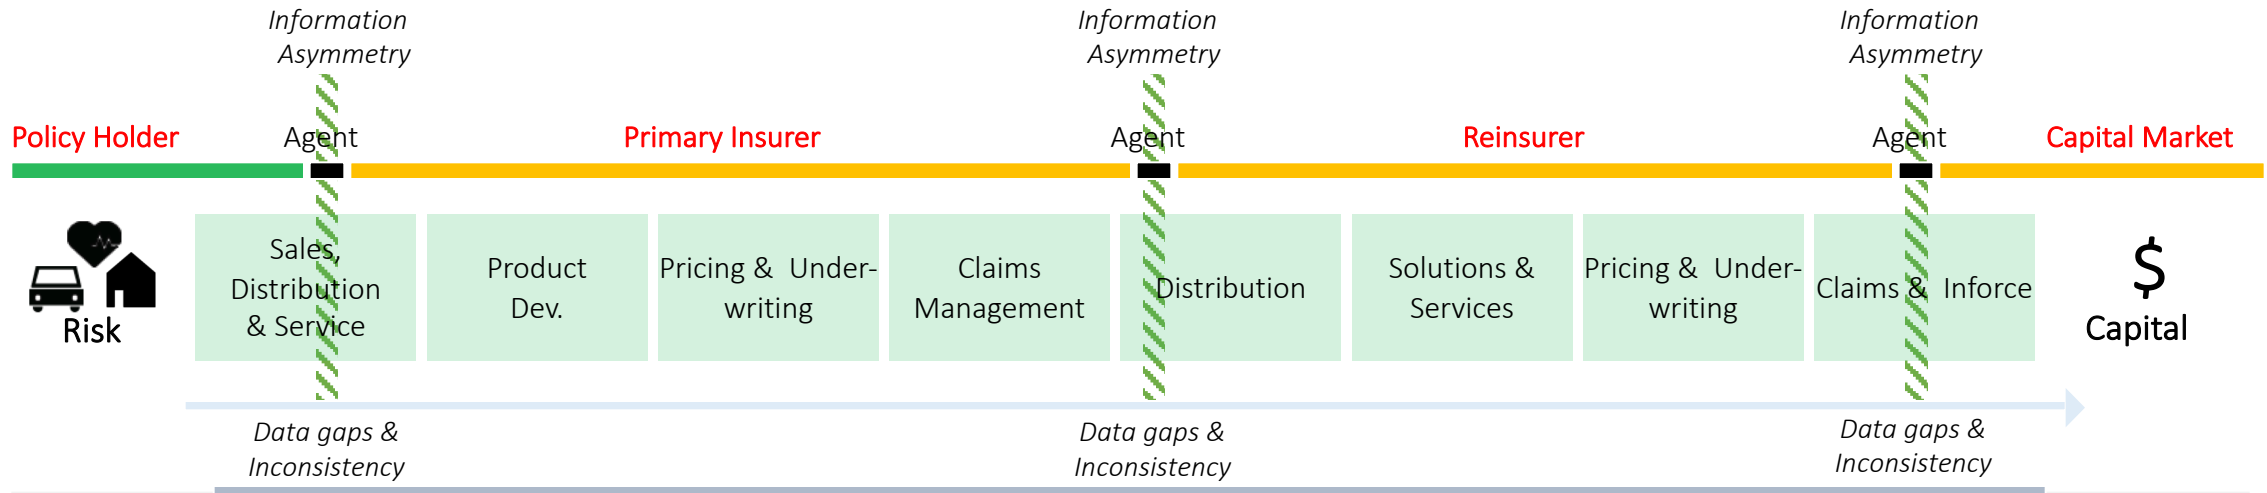 Information
Asymmetry
Information
Asymmetry
Information
Asymmetry
Policy Holder
Agent
Primary Insurer
Agent
Reinsurer
Agent
Capital Market
Risk
Sales,
Distribution
& Service
Product
Dev.
Pricing & Under-
writing
Claims
Management
Distribution
Solutions &
Services
Pricing & Under-
writing
Claims & Inforce
$
Capital
Data gaps &
Inconsistency
Data gaps &
Inconsistency
Data gaps &
Inconsistency